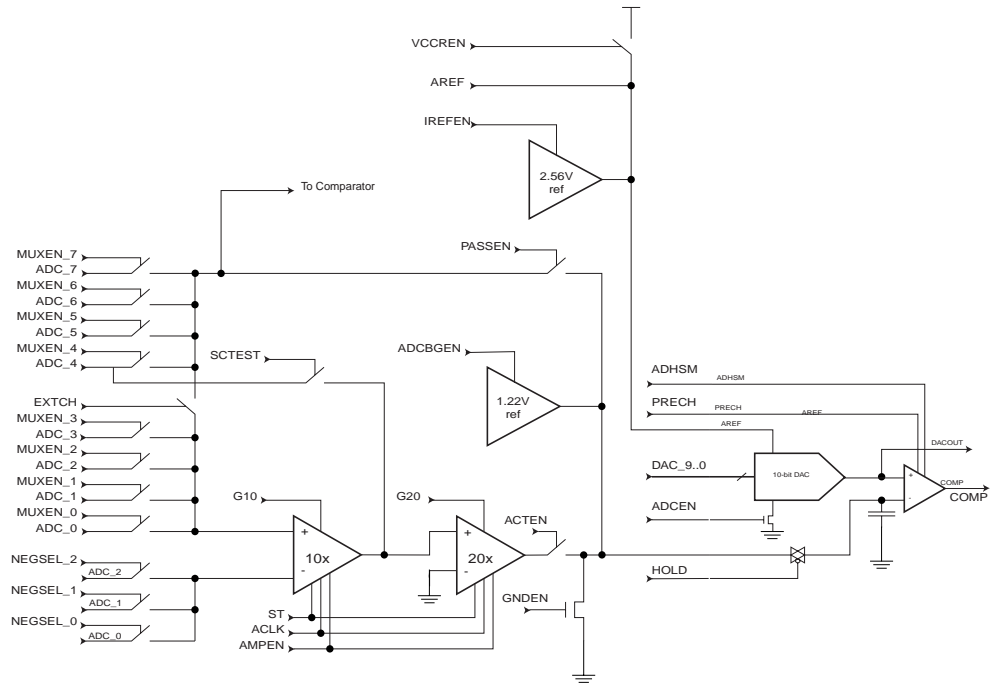 VCCREN
AREF
IREFEN
2.56V
ref
To Comparator
PASSEN
MUXEN_7
ADC_7
MUXEN_6
ADC_6
MUXEN_5
ADC_5
MUXEN_4
ADC_4
SCTEST
ADCBGEN
1.22V
ref
EXTCH
MUXEN_3
ADC_3
MUXEN_2
ADC_2
MUXEN_1
ADC_1
MUXEN_0
ADC_0
NEGSEL_2
ADC_2
NEGSEL_1
ADC_1
NEGSEL_0
ADC_0
G10
+
10x
-
G20
+
20x
-
ACTEN
ST
ACLK
AMPEN
GNDEN
ADHSM
ADHSM
PRECH
PRECH
AREF
AREF
DACOUT
DAC_9..0
10-bit DAC
+
-
COMP
COMP
ADCEN
HOLD